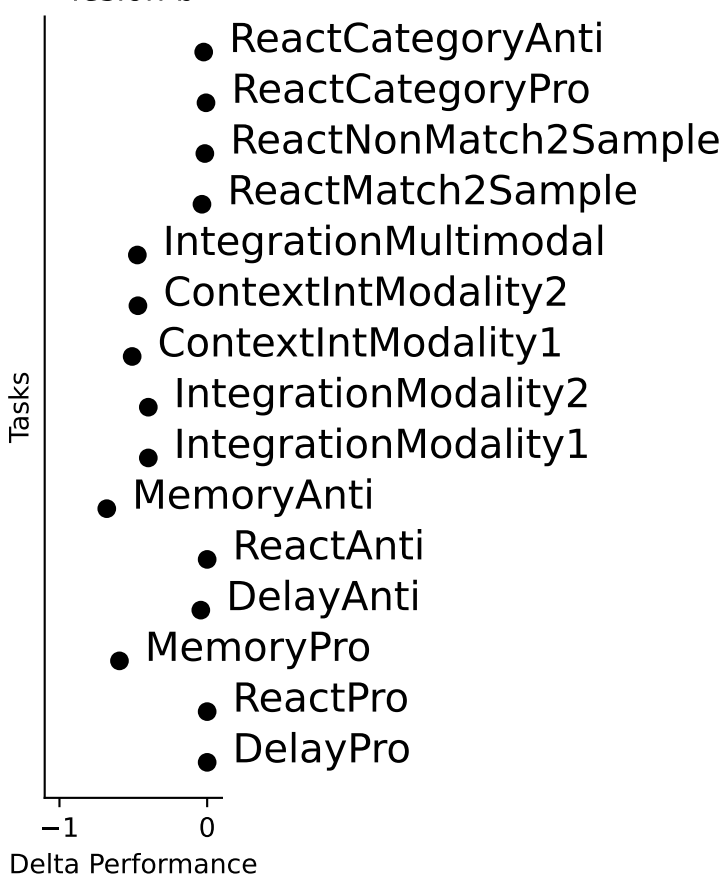 ReactCategoryAnti
ReactCategoryPro
ReactNonMatch2Sample
ReactMatch2Sample
IntegrationMultimodal
ContextIntModality2
ContextIntModality1
IntegrationModality2
IntegrationModality1
MemoryAnti
ReactAnti
DelayAnti
MemoryPro
ReactPro
DelayPro
Tasks
−1 0
Delta Performance